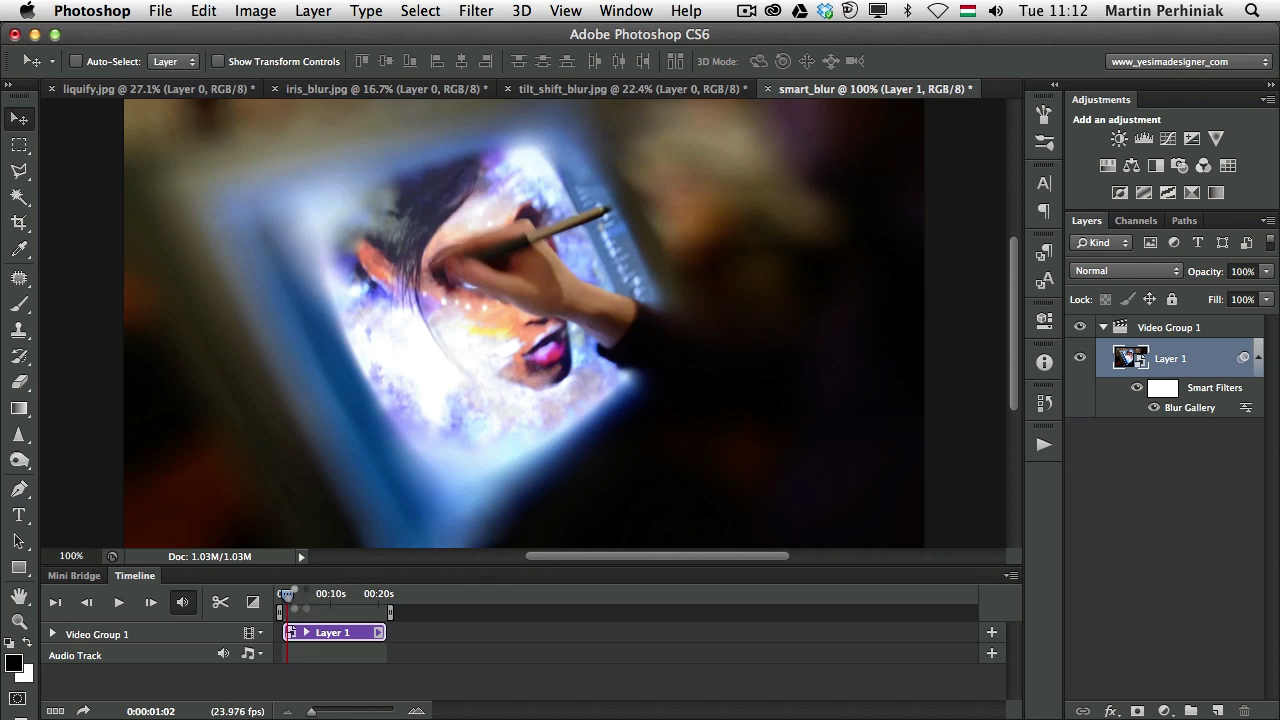 Photoshop File Edit Image Layer Type Select Filter 3D View Window Help Tue 11:12 Martin Perhiniak
Adobe Photoshop CS6
Auto-Select: Layer Show Transform Controls 3D Mode: www_yesimadesigner_com
liquify.jpg @ 27.1% (Layer 0, RGB/8) * iris_blur.jpg @ 16.7% (Layer 0, RGB/8) * tilt_shift_blur.jpg @ 22.4% (Layer 0, RGB/8) * smart_blur @ 100% (Layer 1, RGB/8) *
Adjustments
Add an adjustment
Layers Channels Paths
Kind
Normal Opacity: 100%
Lock: Fill: 100%
Video Group 1
Layer 1
Smart Filters
Blur Gallery
100% Doc: 1.03M/1.03M
Mini Bridge Timeline
00:10s 00:20s
Video Group 1 Layer 1
Audio Track
0:00:01:02 (23.976 fps)